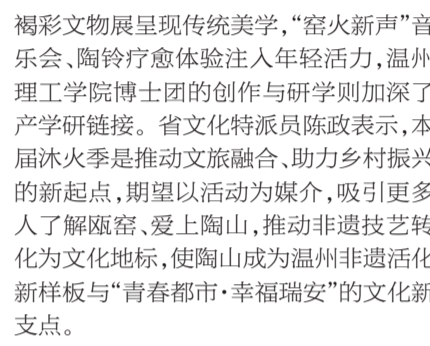 褐彩文物展呈现传统美学，“窑火新声”音
乐会、陶铃疗愈体验注入年轻活力，温州
理工学院博士团的创作与研学则加深了
产学研链接。省文化特派员陈政表示，本
届沐火季是推动文旅融合、助力乡村振兴
的新起点，期望以活动为媒介，吸引更多
人了解瓯窑、爱上陶山，推动非遗技艺转
化为文化地标，使陶山成为温州非遗活化
新样板与“青春都市·幸福瑞安”的文化新
支点。